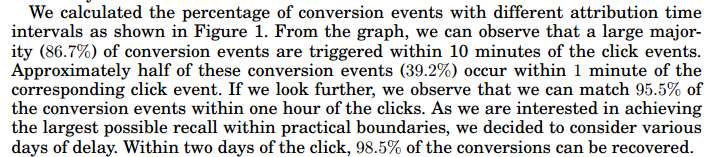 We calculated the percentage of conversion events with different attribution time
intervals as shown in Figure 1. From the graph, we can observe that a large major-
ity (86.7%) of conversion events are triggered within 10 minutes of the click events.
Approximately half of these conversion events (39.2%) occur within 1 minute of the
corresponding click event. If we look further, we observe that we can match 95.5% of
the conversion events within one hour of the clicks. As we are interested in achieving
the largest possible recall within practical boundaries, we decided to consider various
days of delay. Within two days of the click, 98.5% of the conversions can be recovered.